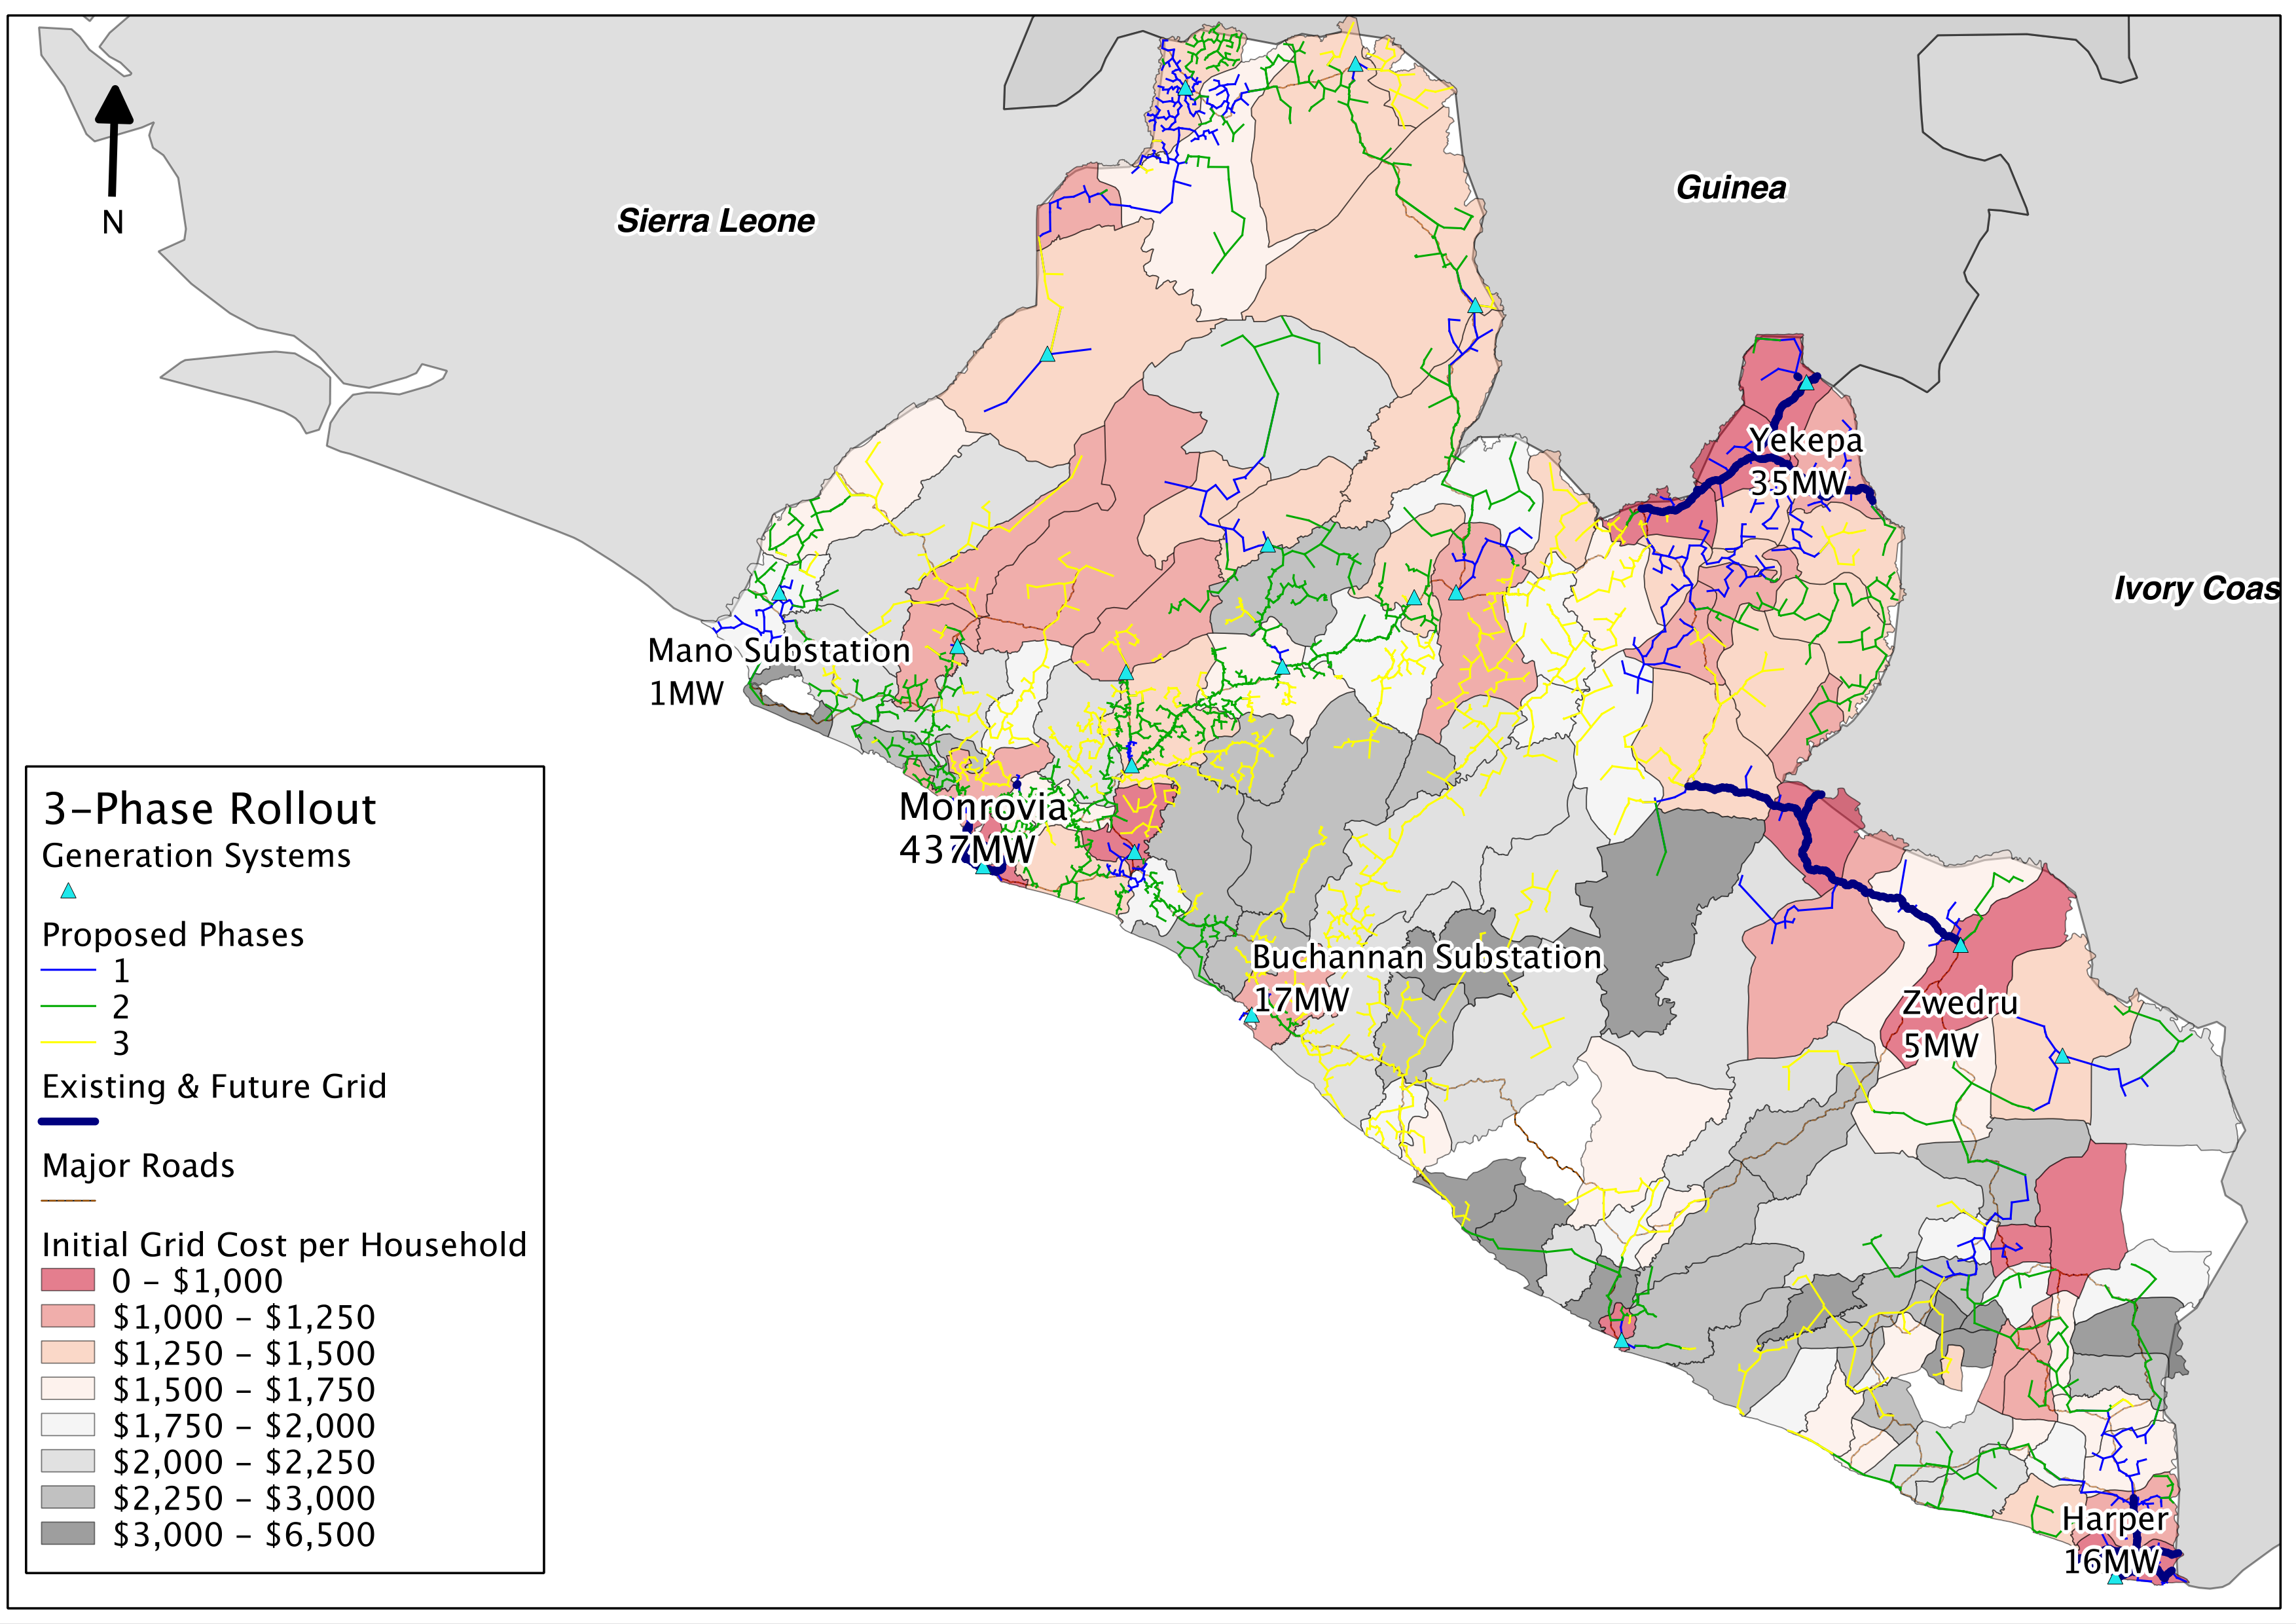 Guinea
Sierra Leone
N
Yekepa
35MW
Ivory Coas
Mano Substation
1MW
Monrovia
437MW
Buchannan Substation
17MW
Zwedru
5MW
Harper
16MW
3-Phase Rollout
Generation Systems
Proposed Phases
1
2
3
Existing & Future Grid
Major Roads
Initial Grid Cost per Household
0 - $1,000
$1,000 - $1,250
$1,250 - $1,500
$1,500 - $1,750
$1,750 - $2,000
$2,000 - $2,250
$2,250 - $3,000
$3,000 - $6,500